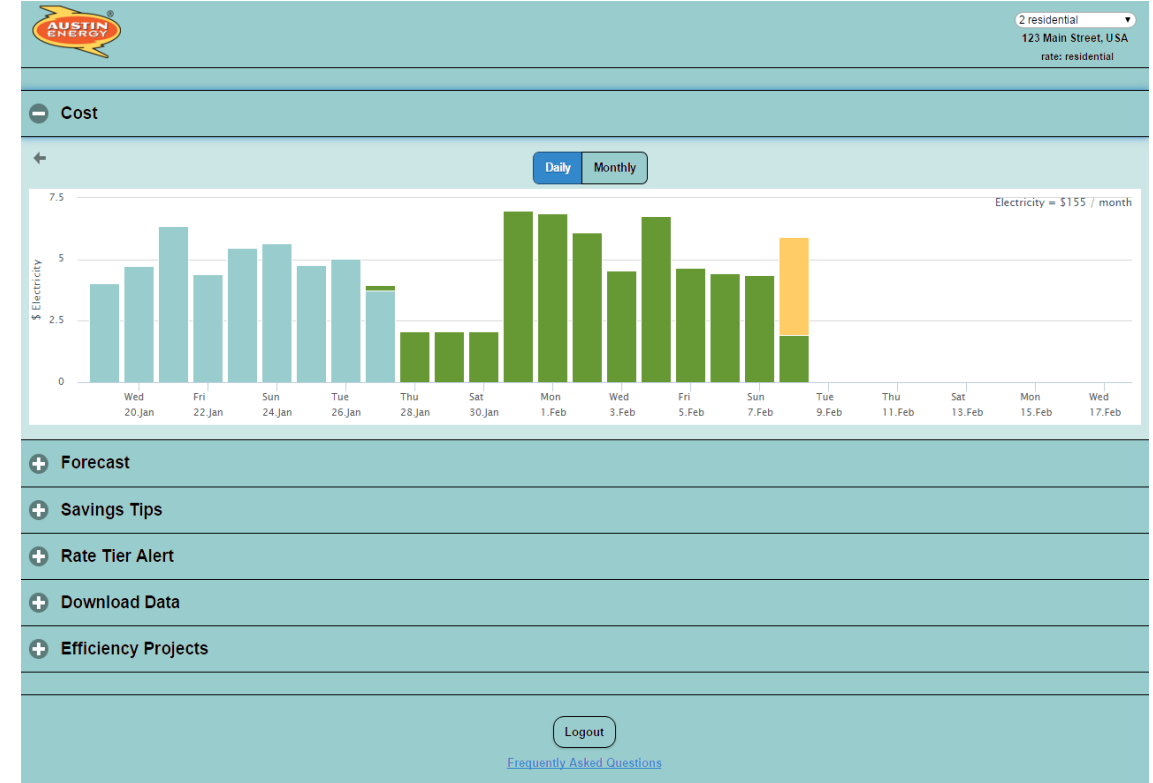 AUSTIN
ENERGY
®
2 residential
123 Main Street, USA
rate: residential
Cost
Daily
Monthly
Electricity = $155 / month
$ Electricity
7.5
5
2.5
0
Wed Fri Sun Tue Thu Sat Mon Wed Fri Sun Tue Thu Sat Mon Wed
20.Jan 22.Jan 24.Jan 26.Jan 28.Jan 30.Jan 1.Feb 3.Feb 5.Feb 7.Feb 9.Feb 11.Feb 13.Feb 15.Feb 17.Feb
Forecast
Savings Tips
Rate Tier Alert
Download Data
Efficiency Projects
Logout
Frequently Asked Questions